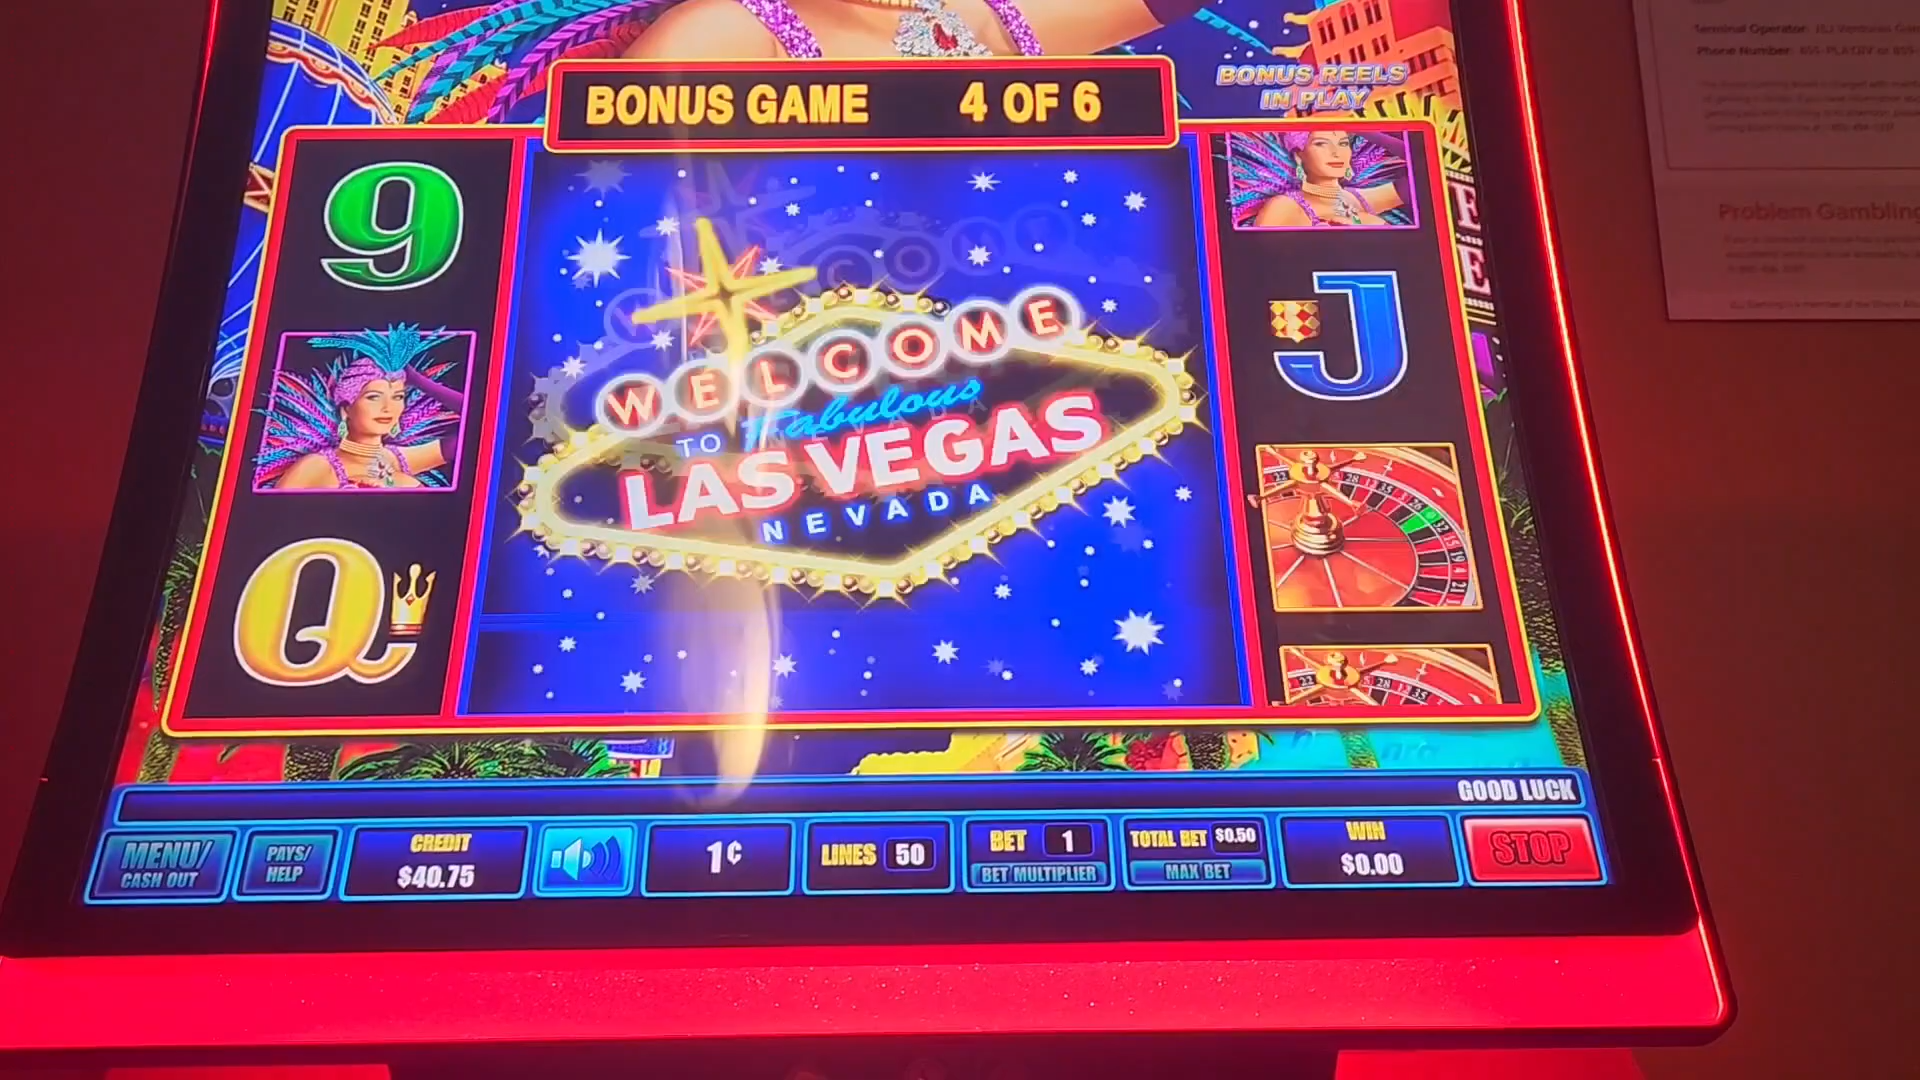 Terminal Operator:
Phone Number:
BONUS REELS
IN PLAY
BONUS GAME 4 OF 6
Problem Gambling
9
J
Q
WELCOME
TO Fabulous
LAS VEGAS
NEVADA
GOOD LUCK
MENU/
CASH OUT
PAYS/
HELP
CREDIT
$40.75
1¢
LINES 50
BET 1
BET MULTIPLIER
TOTAL BET $0.50
MAX BET
WIN
$0.00
STOP